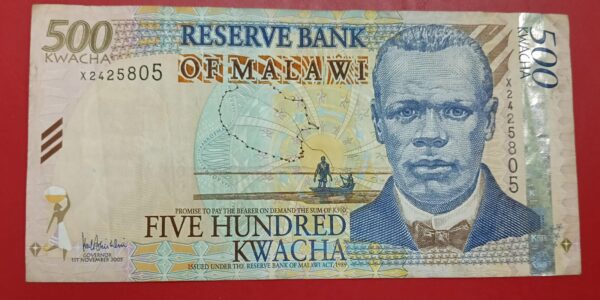 500
KWACHA
X2425805
RESERVE BANK
OF MALAWI
500
KWACHA
X2425805
PROMISE TO PAY THE BEARER ON DEMAND THE SUM OF K500
FIVE HUNDRED
KWACHA
GOVERNOR
1ST NOVEMBER 2003
ISSUED UNDER THE RESERVE BANK OF MALAWI ACT, 1989